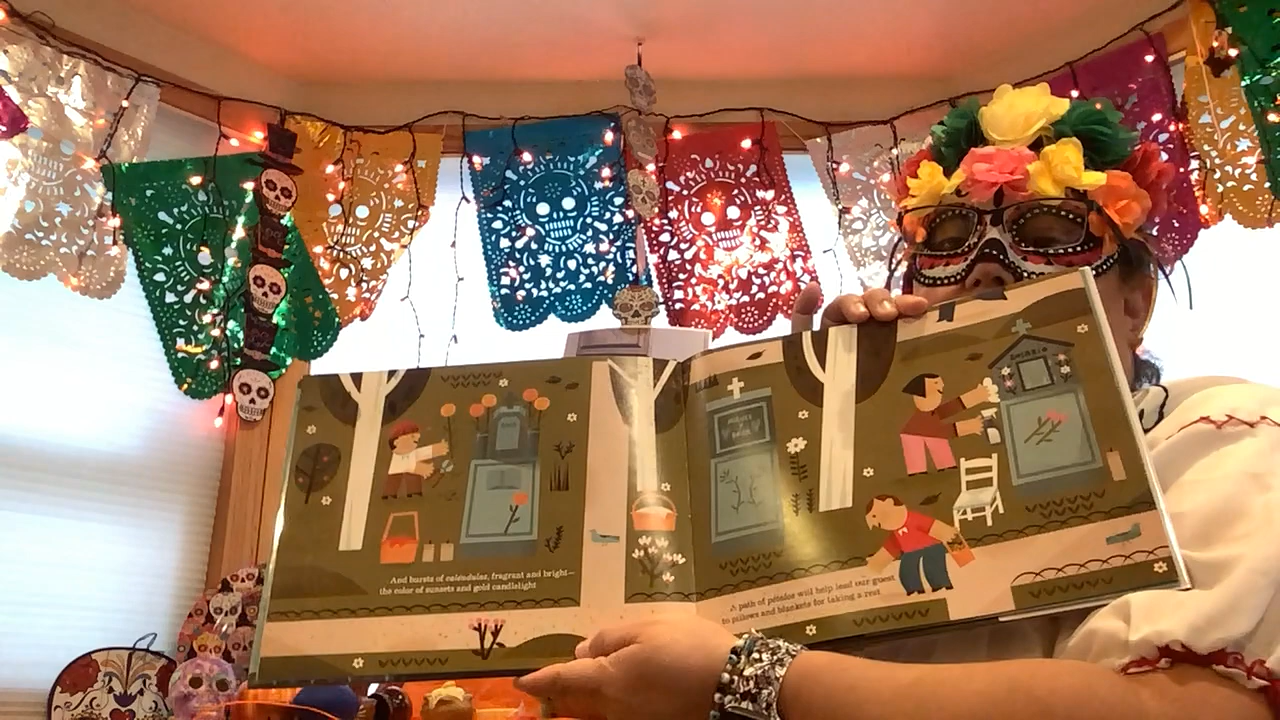 And bursts of calendulas, fragrant and bright—
the color of sunsets and gold candlelight
A path of petals will help lead our guest
to pillows and blankets for taking a rest.